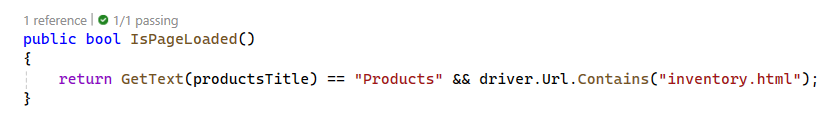 1 reference | 1/1 passing
public bool IsPageLoaded()
{
    return GetText(productsTitle) == "Products" && driver.Url.Contains("inventory.html");
}